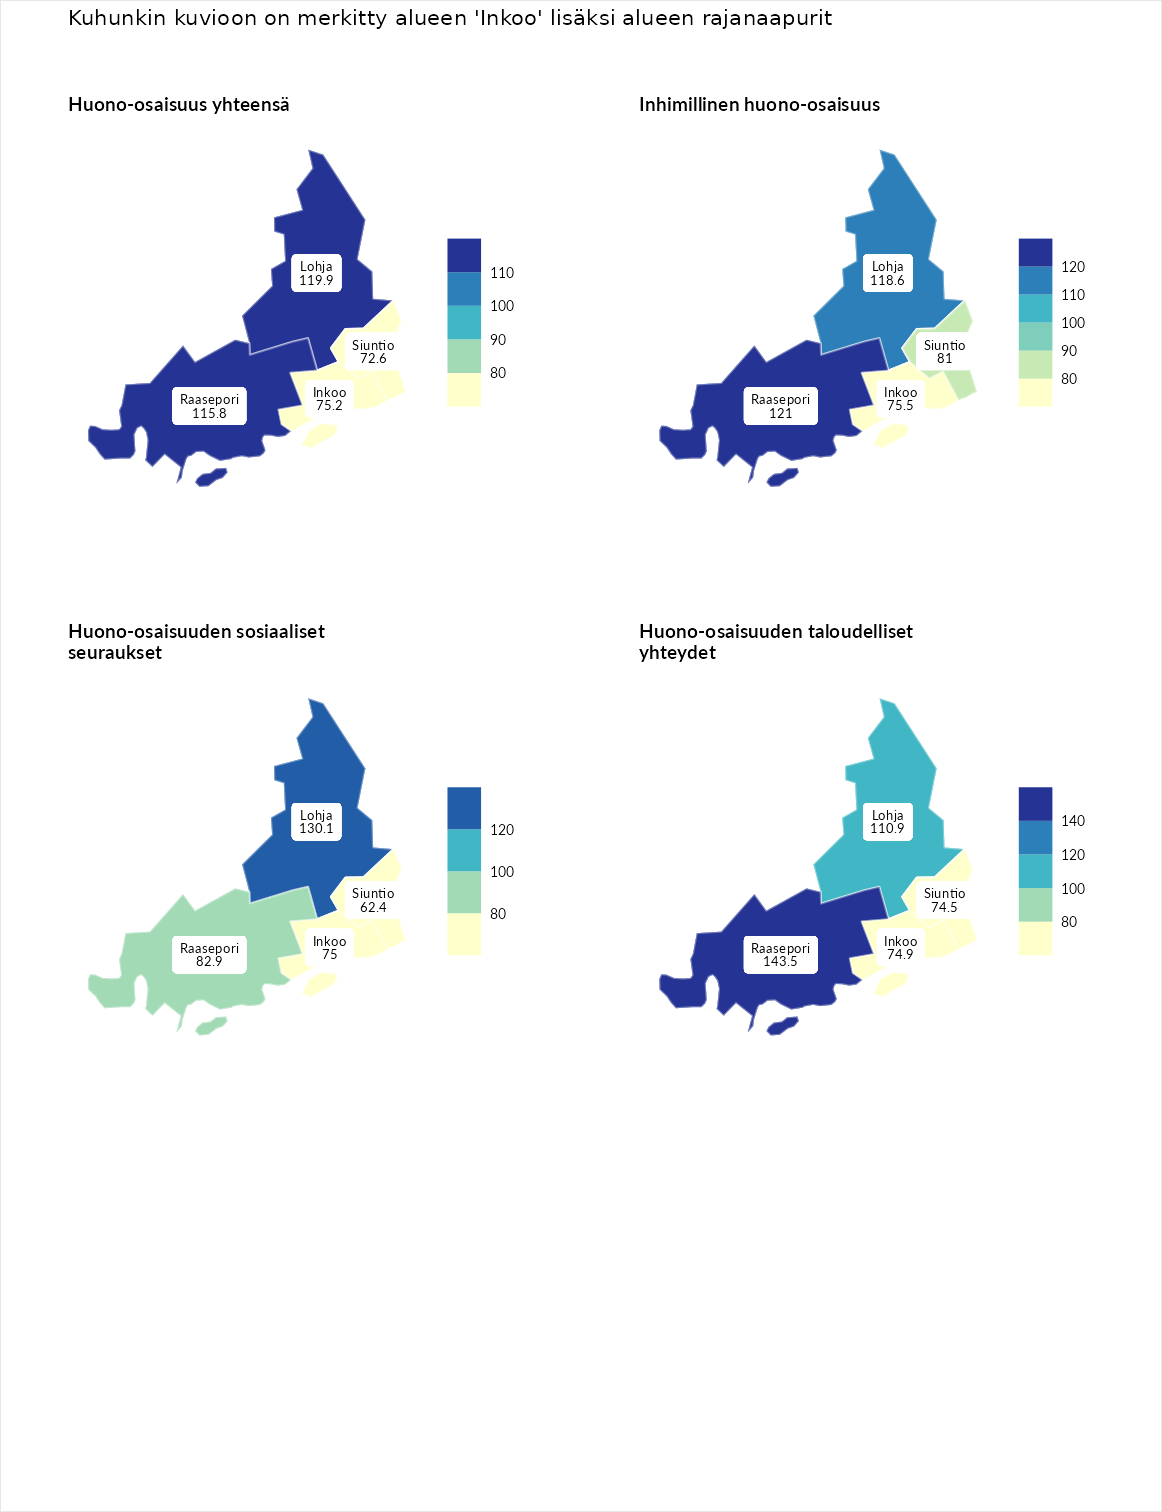 Kuhunkin kuvioon on merkitty alueen 'Inkoo' lisäksi alueen rajanaapurit
Huono-osaisuus yhteensä
Lohja
119.9
Siuntio
72.6
Inkoo
75.2
Raasepori
115.8
110
100
90
80
Inhimillinen huono-osaisuus
Lohja
118.6
Siuntio
81
Inkoo
75.5
Raasepori
121
120
110
100
90
80
Huono-osaisuuden sosiaaliset
seuraukset
Lohja
130.1
Siuntio
62.4
Inkoo
75
Raasepori
82.9
120
100
80
Huono-osaisuuden taloudelliset
yhteydet
Lohja
110.9
Siuntio
74.5
Inkoo
74.9
Raasepori
143.5
140
120
100
80